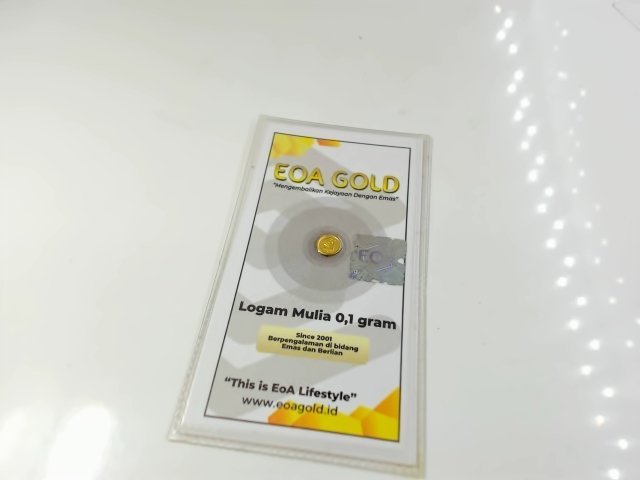 EOA GOLD
"Mengembalikan Kejayaan Dengan Emas"
EO
Logam Mulia 0,1 gram
Since 2001
Berpengalaman di bidang
Emas dan Berlian
"This is EoA Lifestyle"
www.eoagold.id